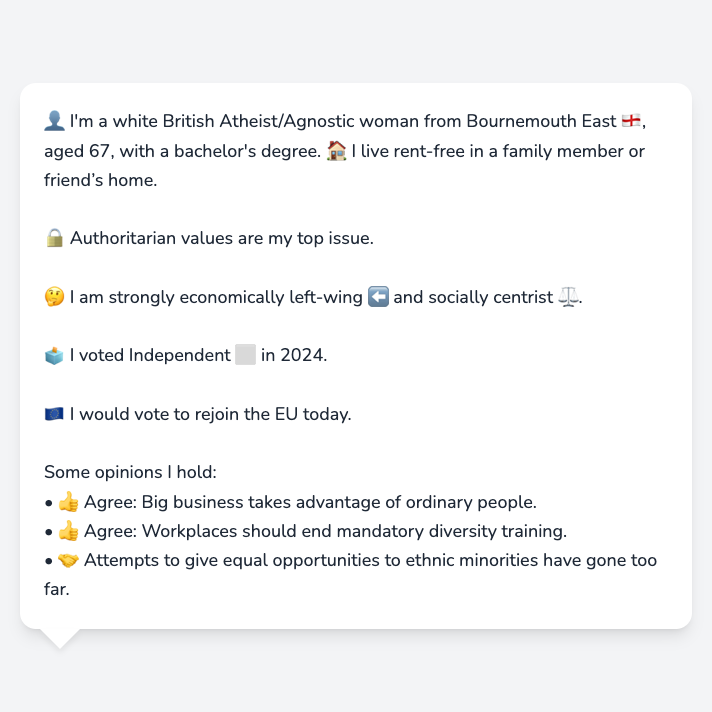 👤 I'm a white British Atheist/Agnostic woman from Bournemouth East 🏴󠁧󠁢󠁥󠁮󠁧󠁿,
aged 67, with a bachelor's degree. 🏠 I live rent-free in a family member or
friend’s home.
🔒 Authoritarian values are my top issue.
🤔 I am strongly economically left-wing ⬅️ and socially centrist ⚖️.
🗳️ I voted Independent ⬜ in 2024.
🇪🇺 I would vote to rejoin the EU today.
Some opinions I hold:
• 👍 Agree: Big business takes advantage of ordinary people.
• 👍 Agree: Workplaces should end mandatory diversity training.
• 🤝 Attempts to give equal opportunities to ethnic minorities have gone too
far.